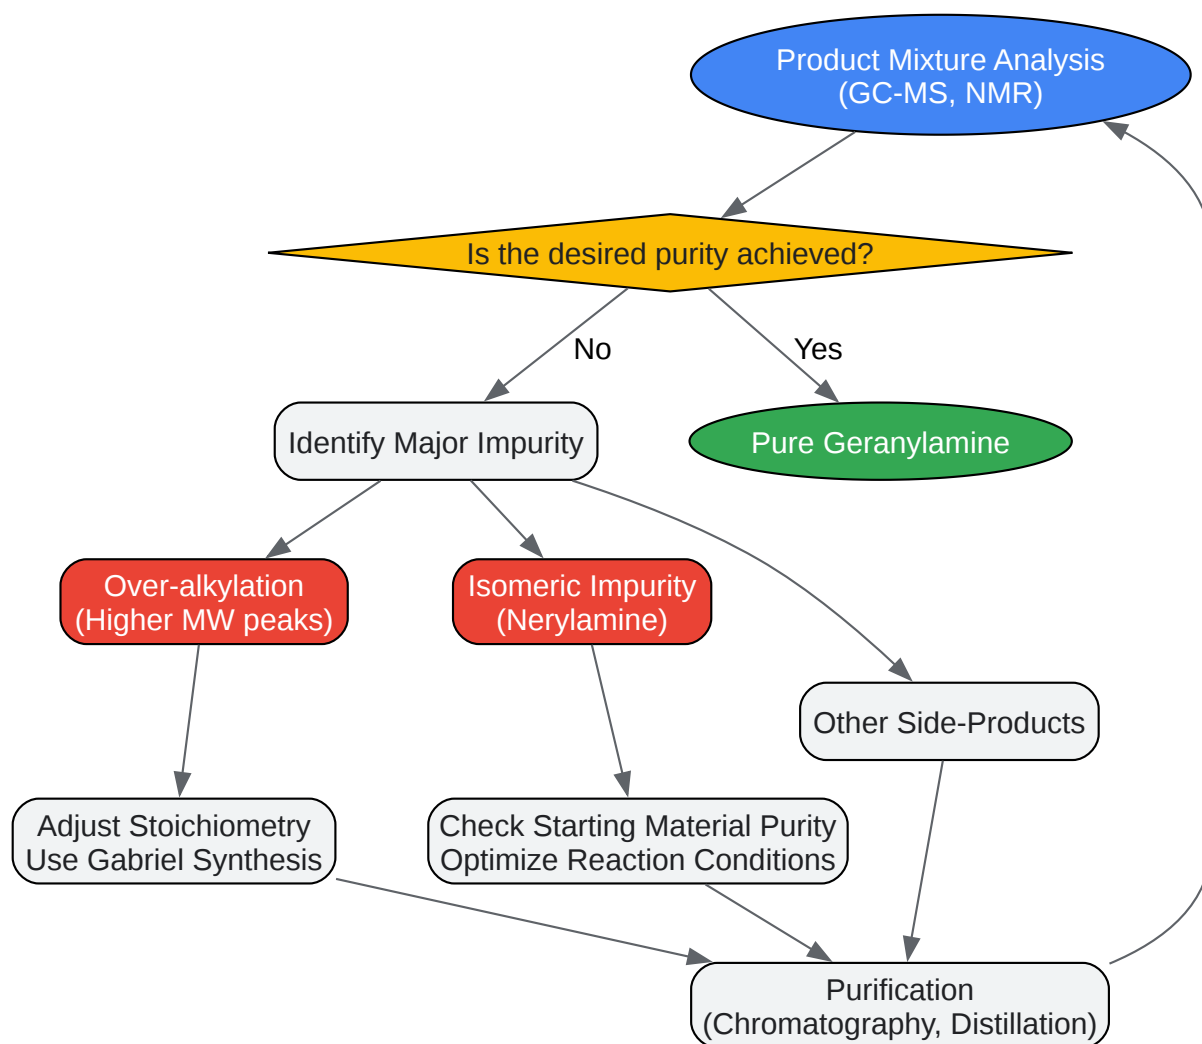 Product Mixture Analysis
(GC-MS, NMR)
Is the desired purity achieved?
No
Yes
Identify Major Impurity
Pure Geranylamine
Over-alkylation
(Higher MW peaks)
Isomeric Impurity
(Nerylamine)
Other Side-Products
Adjust Stoichiometry
Use Gabriel Synthesis
Check Starting Material Purity
Optimize Reaction Conditions
Purification
(Chromatography, Distillation)